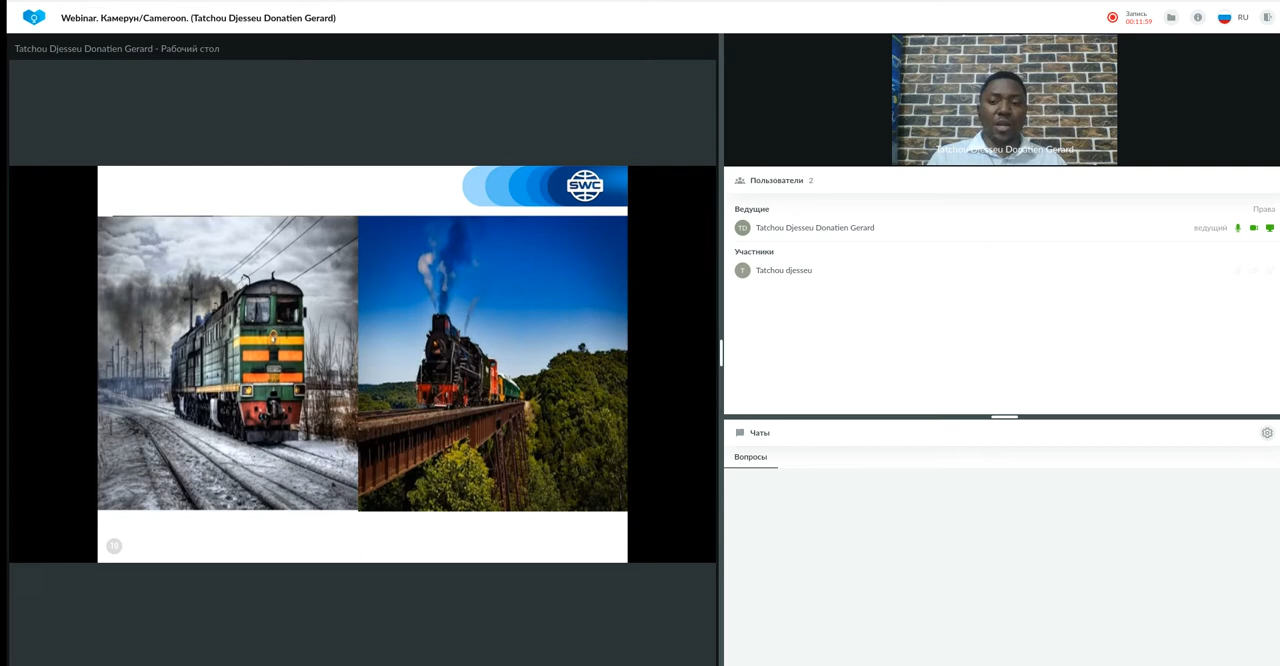 Webinar. Камерун/Cameroon. (Tatchou Djesseu Donatien Gerard)
Запись
00:11:59
RU
Tatchou Djesseu Donatien Gerard - Рабочий стол
SWC
10
Tatchou Djesseu Donatien Gerard
Пользователи 2
Ведущие Права
TD Tatchou Djesseu Donatien Gerard ведущий
Участники
T Tatchou djesseu
Чаты
Вопросы